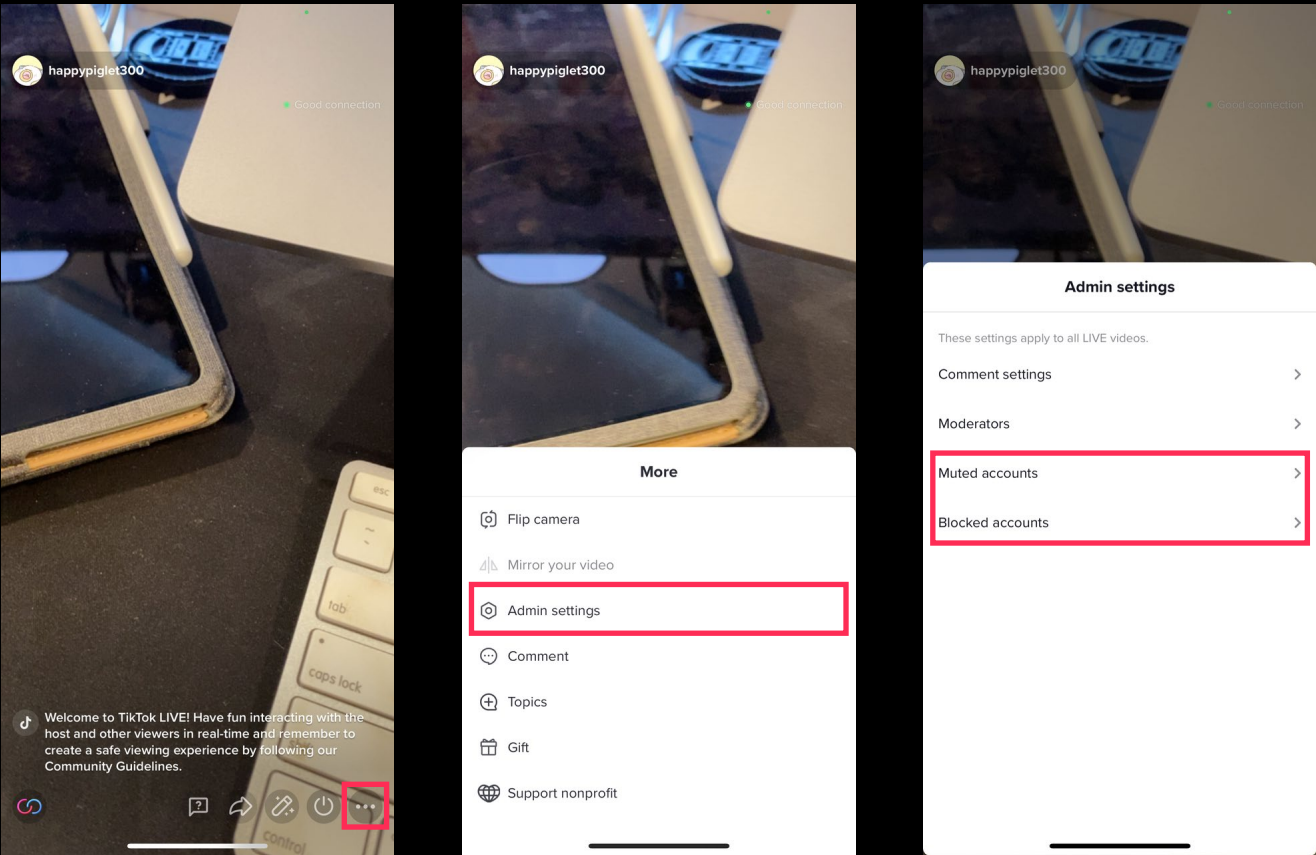 happypiglet300
Good connection
esc
tab
caps lock
Welcome to TikTok LIVE! Have fun interacting with the
host and other viewers in real-time and remember to
create a safe viewing experience by following our
Community Guidelines.
?
control
happypiglet300
Good connection
More
Flip camera
Mirror your video
Admin settings
Comment
Topics
Gift
Support nonprofit
happypiglet300
Good connection
Admin settings
These settings apply to all LIVE videos.
Comment settings
Moderators
Muted accounts
Blocked accounts